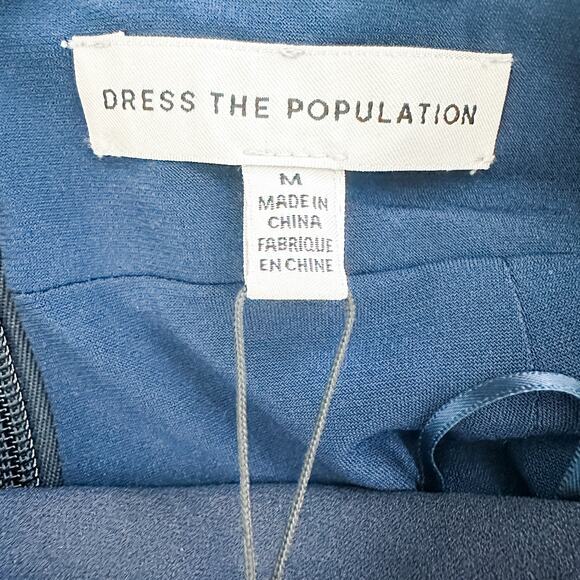 DRESS THE POPULATION
M
MADE IN
CHINA
FABRIQUE
EN CHINE